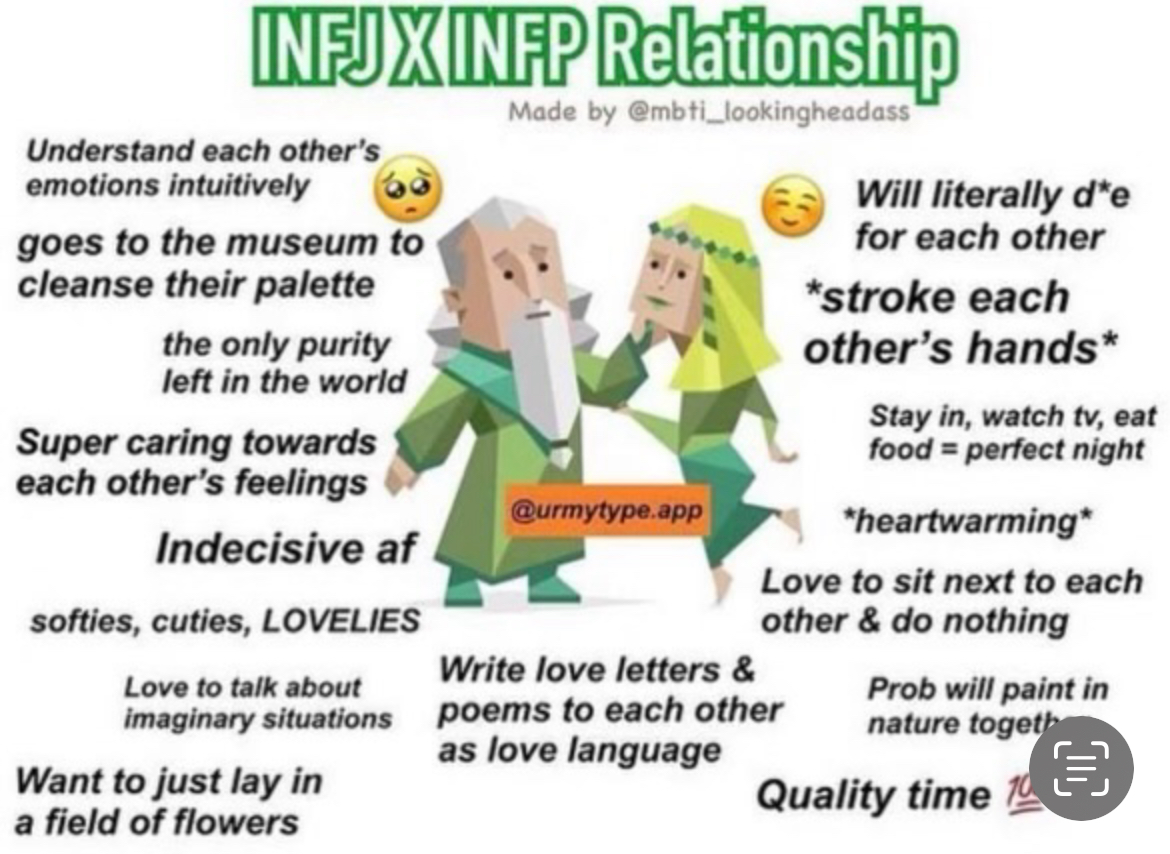 INFJ X INFP Relationship
Made by @mbti_lookingheadass
Understand each other's
emotions intuitively
goes to the museum to
cleanse their palette
the only purity
left in the world
Super caring towards
each other's feelings
Indecisive af
softies, cuties, LOVELIES
Love to talk about
imaginary situations
Want to just lay in
a field of flowers
@urmytype.app
Write love letters &
poems to each other
as love language
Will literally d*e
for each other
*stroke each
other's hands*
Stay in, watch tv, eat
food = perfect night
*heartwarming*
Love to sit next to each
other & do nothing
Prob will paint in
nature
Quality time 💯